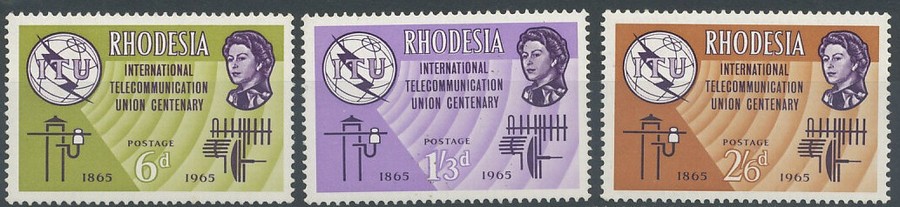 RHODESIA
ITU
INTERNATIONAL
TELECOMMUNICATION
UNION CENTENARY
POSTAGE
6d
1865 1965
RHODESIA
ITU
INTERNATIONAL
TELECOMMUNICATION
UNION CENTENARY
POSTAGE
1/3d
1865 1965
RHODESIA
ITU
INTERNATIONAL
TELECOMMUNICATION
UNION CENTENARY
POSTAGE
2/6d
1865 1965